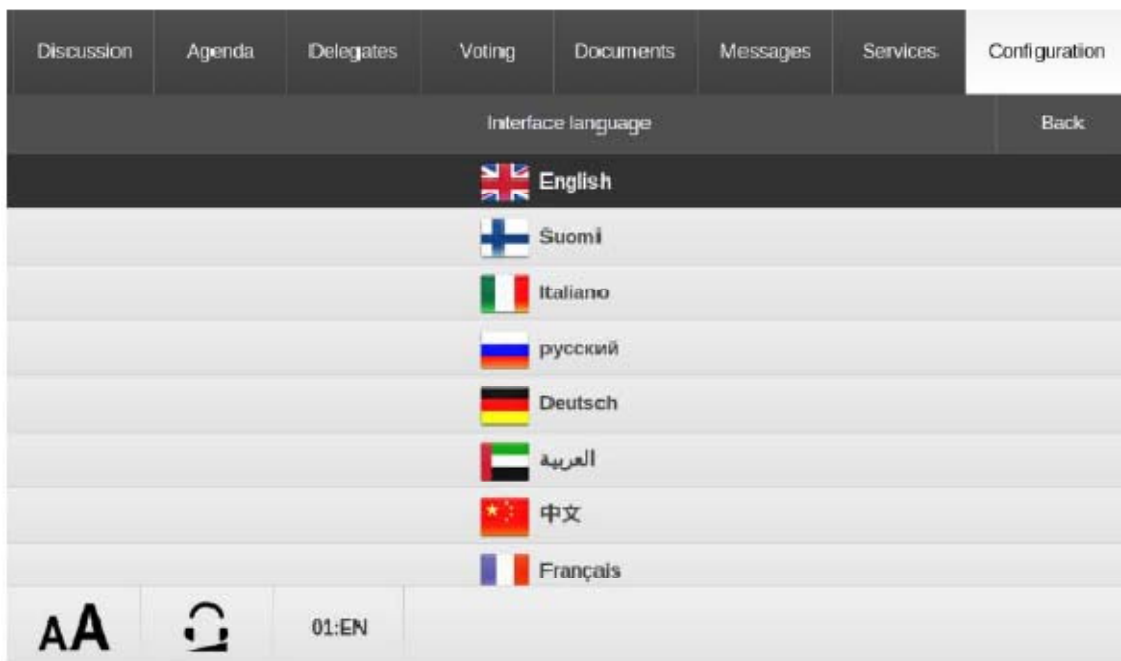 Discussion Agenda Delegates Voting Documents Messages Services Configuration
Interface language Back
English
Suomi
Italiano
русский
Deutsch
العربية
中文
Français
AA 01:EN